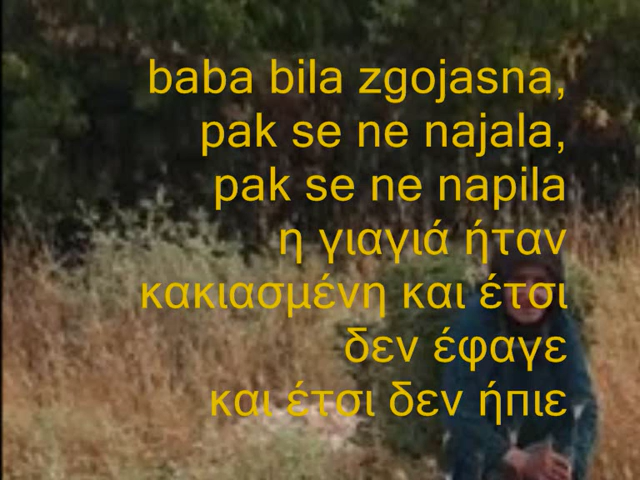 baba bila zgojasna,
pak se ne najala,
pak se ne napila
η γιαγιά ήταν
κακιασμένη και έτσι
δεν έφαγε
και έτσι δεν ήπιε